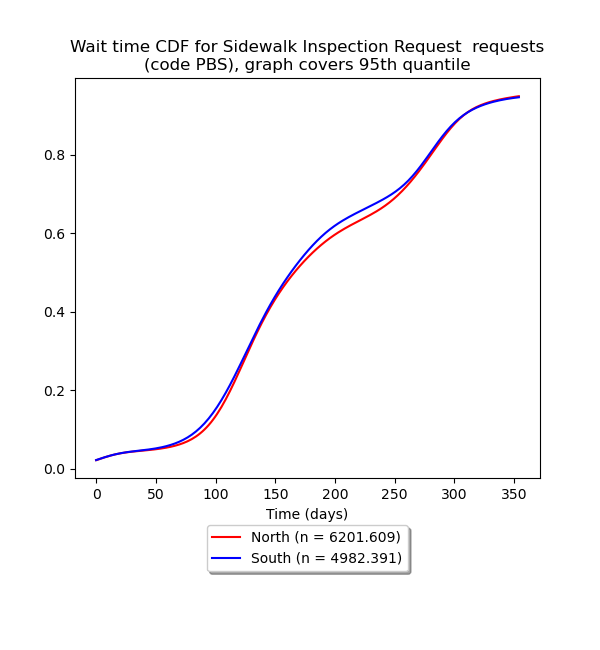 Wait time CDF for Sidewalk Inspection Request  requests
(code PBS), graph covers 95th quantile
0.8
0.6
0.4
0.2
0.0
0 50 100 150 200 250 300 350
Time (days)
North (n = 6201.609)
South (n = 4982.391)